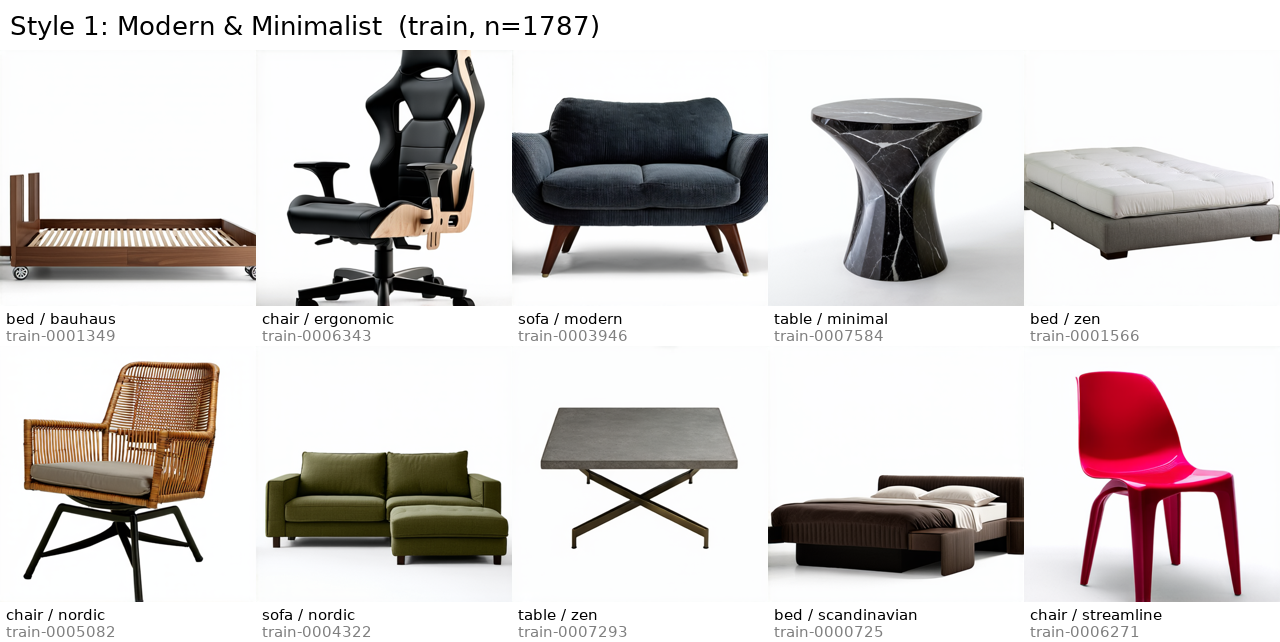 Style 1: Modern & Minimalist (train, n=1787)
bed / bauhaus
train-0001349
chair / ergonomic
train-0006343
sofa / modern
train-0003946
table / minimal
train-0007584
bed / zen
train-0001566
chair / nordic
train-0005082
sofa / nordic
train-0004322
table / zen
train-0007293
bed / scandinavian
train-0000725
chair / streamline
train-0006271